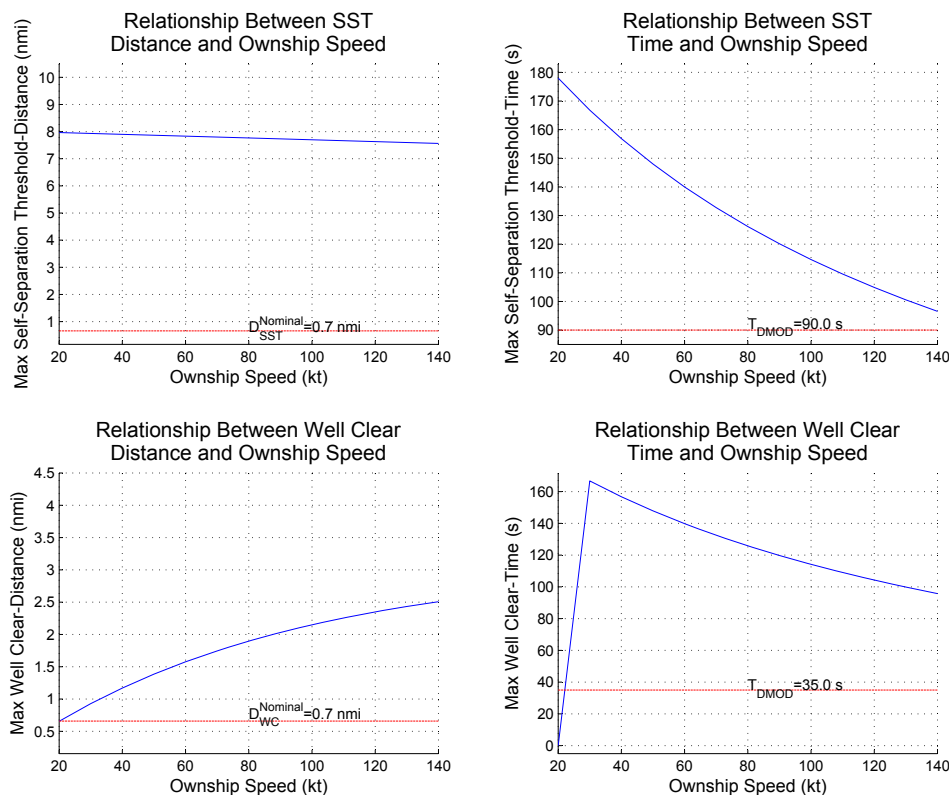 Relationship Between SST
Distance and Ownship Speed
Max Self-Separation Threshold-Distance (nmi)
10
9
8
7
6
5
4
3
2
1
D_SST^Nominal=0.7 nmi
20 40 60 80 100 120 140
Ownship Speed (kt)
Relationship Between SST
Time and Ownship Speed
Max Self-Separation Threshold-Time (s)
180
170
160
150
140
130
120
110
100
90
T_DMOD=90.0 s
20 40 60 80 100 120 140
Ownship Speed (kt)
Relationship Between Well Clear
Distance and Ownship Speed
Max Well Clear-Distance (nmi)
4.5
4
3.5
3
2.5
2
1.5
1
0.5
D_WC^Nominal=0.7 nmi
20 40 60 80 100 120 140
Ownship Speed (kt)
Relationship Between Well Clear
Time and Ownship Speed
Max Well Clear-Time (s)
160
140
120
100
80
60
40
20
0
T_DMOD=35.0 s
20 40 60 80 100 120 140
Ownship Speed (kt)